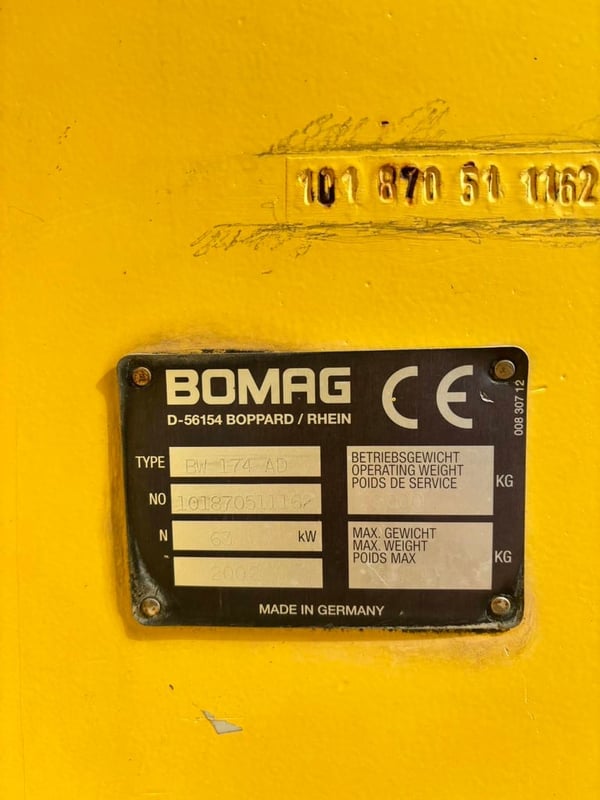 101 870 51 1162
BOMAG CE
D-56154 BOPPARD / RHEIN
008 307 12
TYPE BW 174 AD
NO 101870511162
N 63 kW
2002
BETRIEBSGEWICHT
OPERATING WEIGHT
POIDS DE SERVICE
KG
MAX. GEWICHT
MAX. WEIGHT
POIDS MAX
KG
MADE IN GERMANY